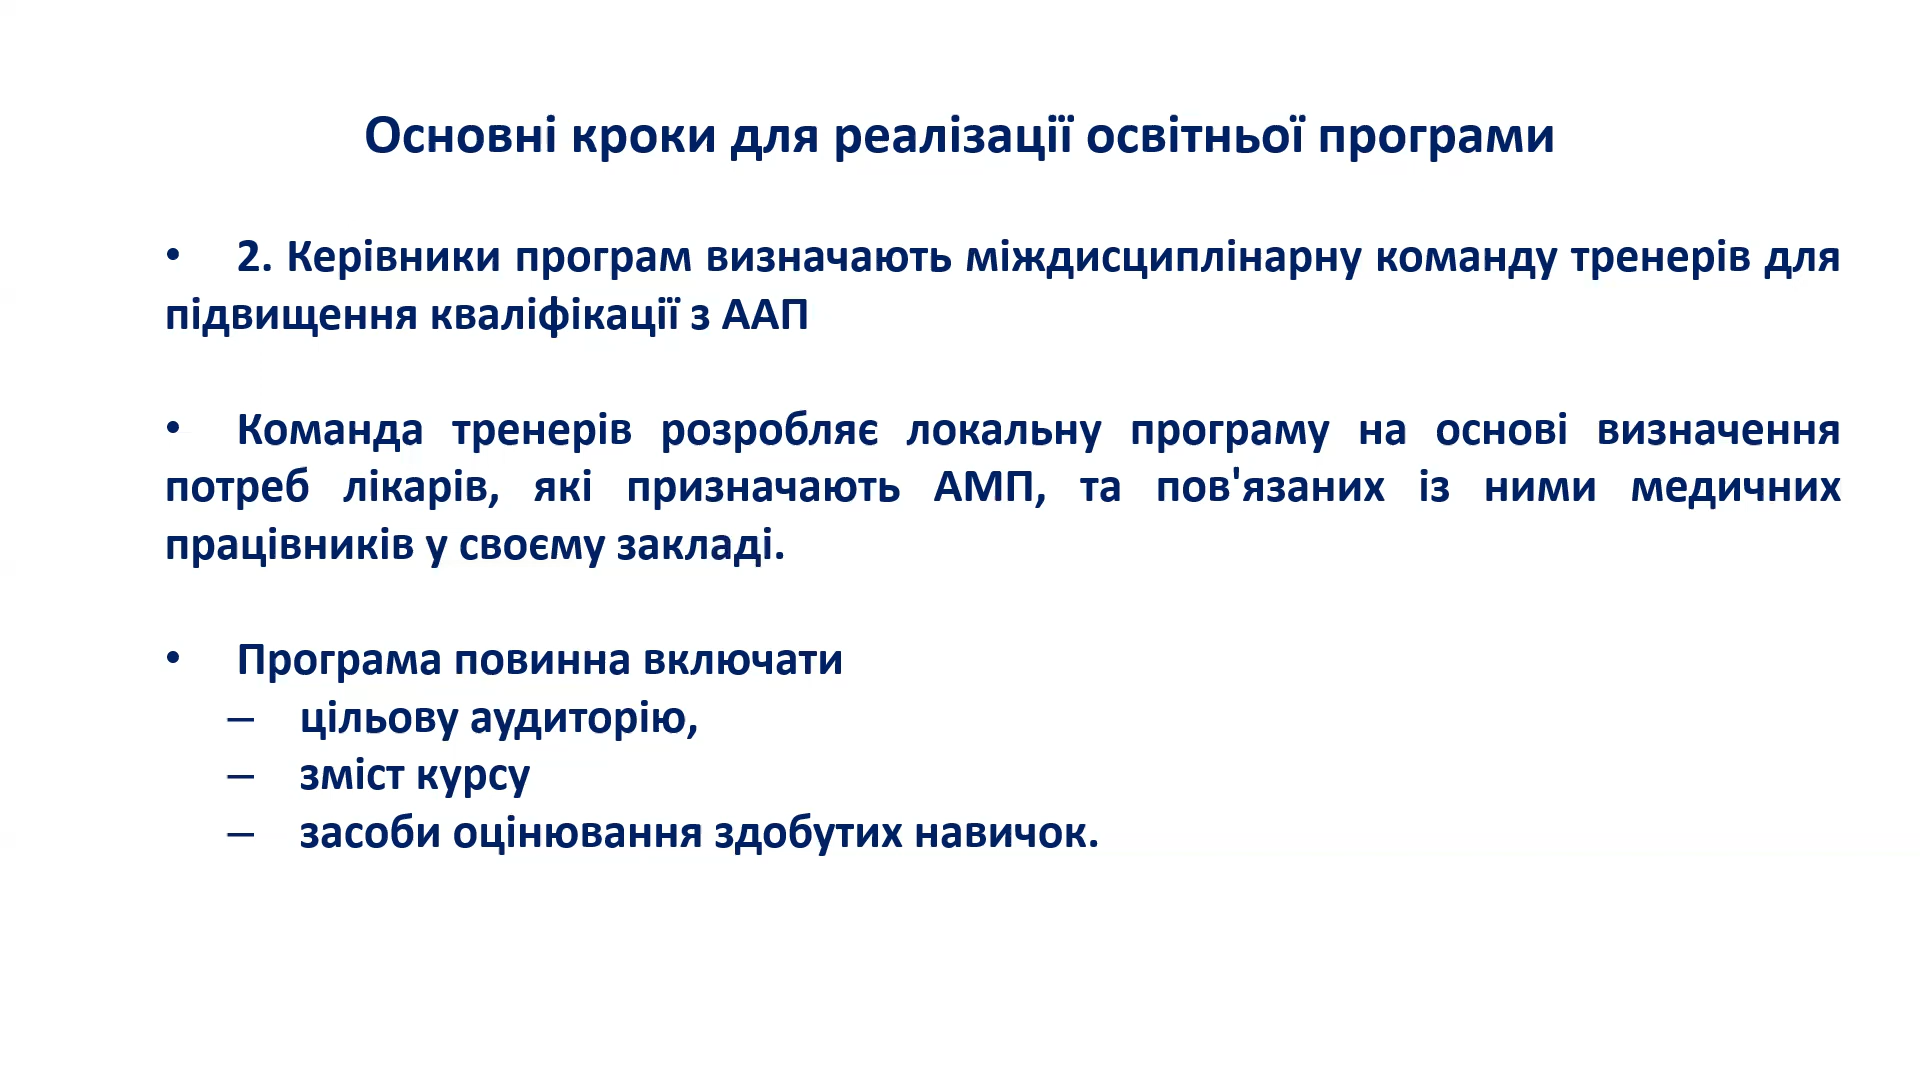 Основні кроки для реалізації освітньої програми
• 2. Керівники програм визначають міждисциплінарну команду тренерів для
підвищення кваліфікації з ААП
• Команда тренерів розробляє локальну програму на основі визначення
потреб лікарів, які призначають АМП, та пов'язаних із ними медичних
працівників у своєму закладі.
• Програма повинна включати
– цільову аудиторію,
– зміст курсу
– засоби оцінювання здобутих навичок.